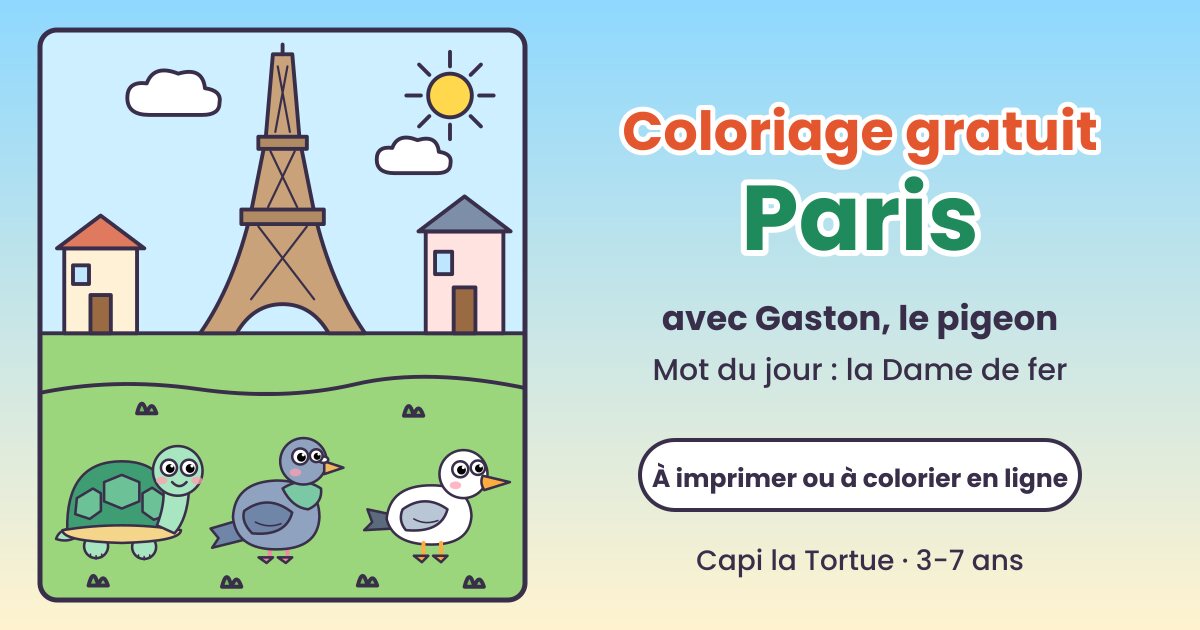 Coloriage gratuit
Paris
avec Gaston, le pigeon
Mot du jour : la Dame de fer
À imprimer ou à colorier en ligne
Capi la Tortue · 3-7 ans